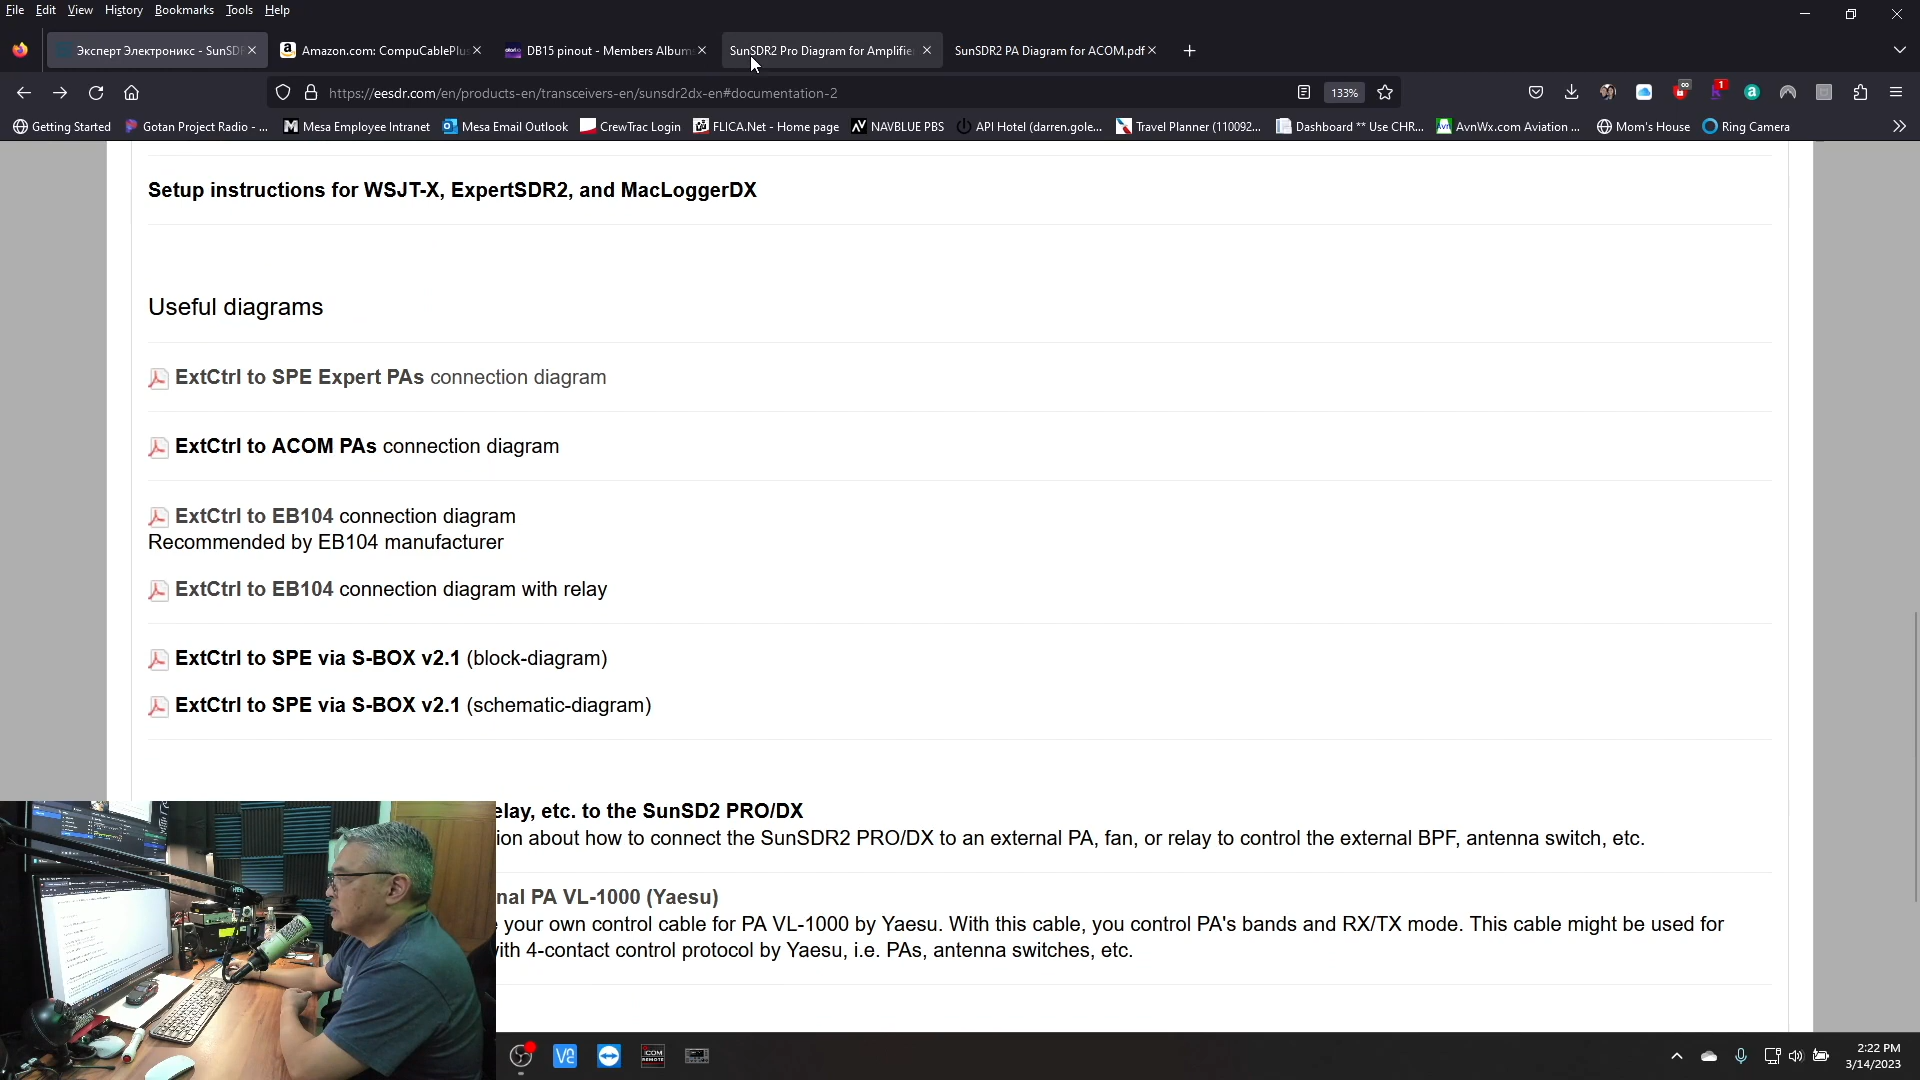 File Edit View History Bookmarks Tools Help
Эксперт Электроникс - SunSD
Amazon.com: CompuCablePlu
DB15 pinout - Members Album
SunSDR2 Pro Diagram for Amplifie
SunSDR2 PA Diagram for ACOM.pdf
https://eesdr.com/en/products-en/transceivers-en/sunsdr2dx-en#documentation-2
133%
1
Getting Started
Gotan Project Radio - ...
Mesa Employee Intranet
Mesa Email Outlook
CrewTrac Login
FLICA.Net - Home page
NAVBLUE PBS
API Hotel (darren.gole...
Travel Planner (110092...
Dashboard ** Use CHR...
AvnWx.com Aviation ...
Mom's House
Ring Camera
Setup instructions for WSJT-X, ExpertSDR2, and MacLoggerDX
Useful diagrams
ExtCtrl to SPE Expert PAs connection diagram
ExtCtrl to ACOM PAs connection diagram
ExtCtrl to EB104 connection diagram
Recommended by EB104 manufacturer
ExtCtrl to EB104 connection diagram with relay
ExtCtrl to SPE via S-BOX v2.1 (block-diagram)
ExtCtrl to SPE via S-BOX v2.1 (schematic-diagram)
elay, etc. to the SunSD2 PRO/DX
ion about how to connect the SunSDR2 PRO/DX to an external PA, fan, or relay to control the external BPF, antenna switch, etc.
nal PA VL-1000 (Yaesu)
your own control cable for PA VL-1000 by Yaesu. With this cable, you control PA's bands and RX/TX mode. This cable might be used for
ith 4-contact control protocol by Yaesu, i.e. PAs, antenna switches, etc.
V2
ICOM
REMOTE
2:22 PM
3/14/2023